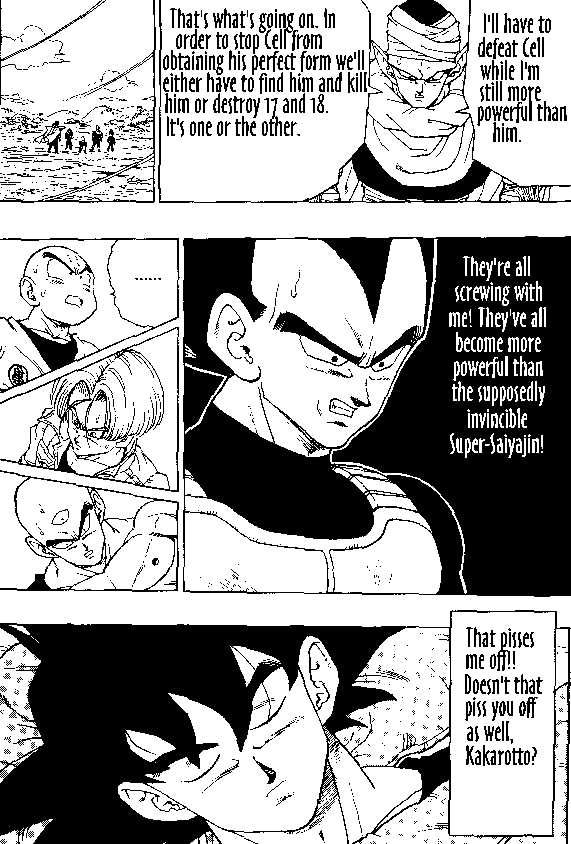 That's what's going on. In
order to stop Cell from
obtaining his perfect form we'll
either have to find him and kill
him or destroy 17 and 18.
It's one or the other.
I'll have to
defeat Cell
while I'm
still more
powerful than
him.
......
They're all
screwing with
me! They've all
become more
powerful than
the supposedly
invincible
Super-Saiyajin!
That pisses
me off!!
Doesn't that
piss you off
as well,
Kakarotto?